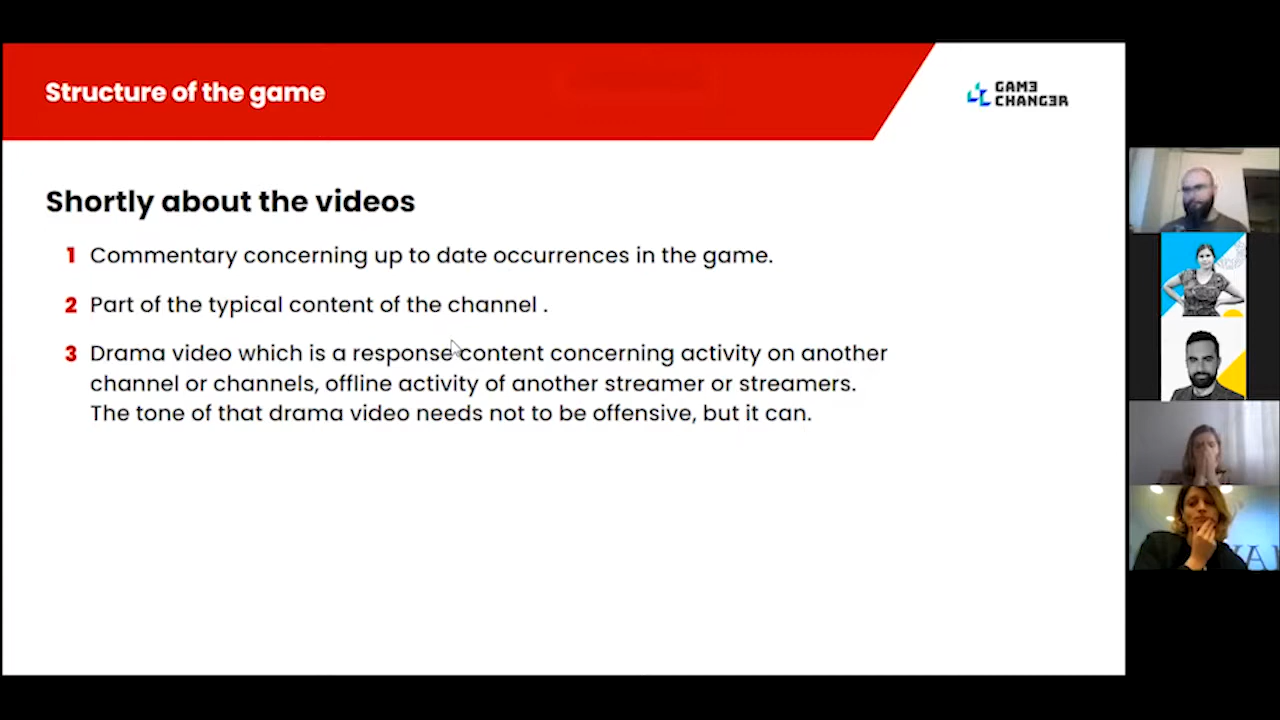 Structure of the game
GAME
CHANGER
Shortly about the videos
1 Commentary concerning up to date occurrences in the game.
2 Part of the typical content of the channel .
3 Drama video which is a response content concerning activity on another
channel or channels, offline activity of another streamer or streamers.
The tone of that drama video needs not to be offensive, but it can.